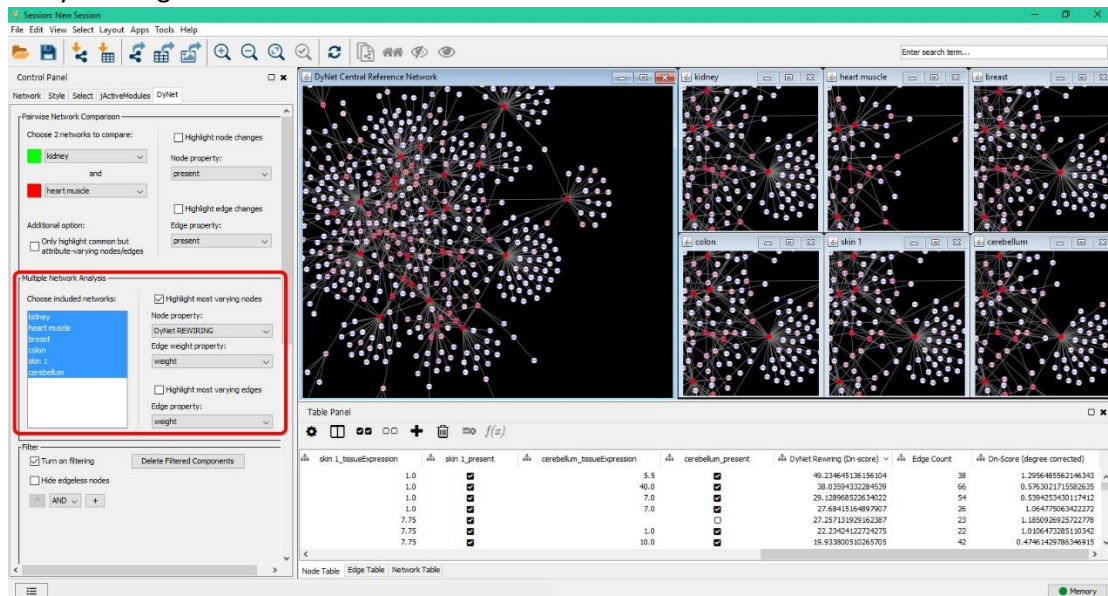 Session: New Session
File Edit View Select Layout Apps Tools Help
Enter search term...
Control Panel
Network Style Select jActiveModules DyNet
Pairwise Network Comparison
Choose 2 networks to compare:
Highlight node changes
kidney
Node property:
and
present
heart muscle
Highlight edge changes
Additional option:
Edge property:
Only highlight common but
attribute-varying nodes/edges
present
Multiple Network Analysis
Choose included networks:
Highlight most varying nodes
kidney
heart muscle
breast
colon
skin 1
cerebellum
Node property:
DyNet REWIRING
Edge weight property:
weight
Highlight most varying edges
Edge property:
weight
Filter
Turn on filtering
Delete Filtered Components
Hide edgeless nodes
AND
+
DyNet Central Reference Network
kidney
heart muscle
breast
colon
skin 1
cerebellum
Table Panel
f(x)
skin 1_tissueExpression skin 1_present cerebellum_tissueExpression cerebellum_present DyNet Rewiring (Dn-score) Edge Count Dn-Score (degree corrected)
1.0 5.5 49.234645136156104 38 1.2956485562146343
1.0 40.0 38.03594332284539 66 0.5763021715582635
1.0 7.0 29.128968522634022 54 0.5394253430117412
1.0 7.0 27.68415164897907 26 1.064775063422272
7.75 27.257131929162387 23 1.1850926925722778
7.75 1.0 22.23424122724275 22 1.0106473285110342
7.75 10.0 19.933800510265705 42 0.47461429786346915
Node Table Edge Table Network Table
Memory